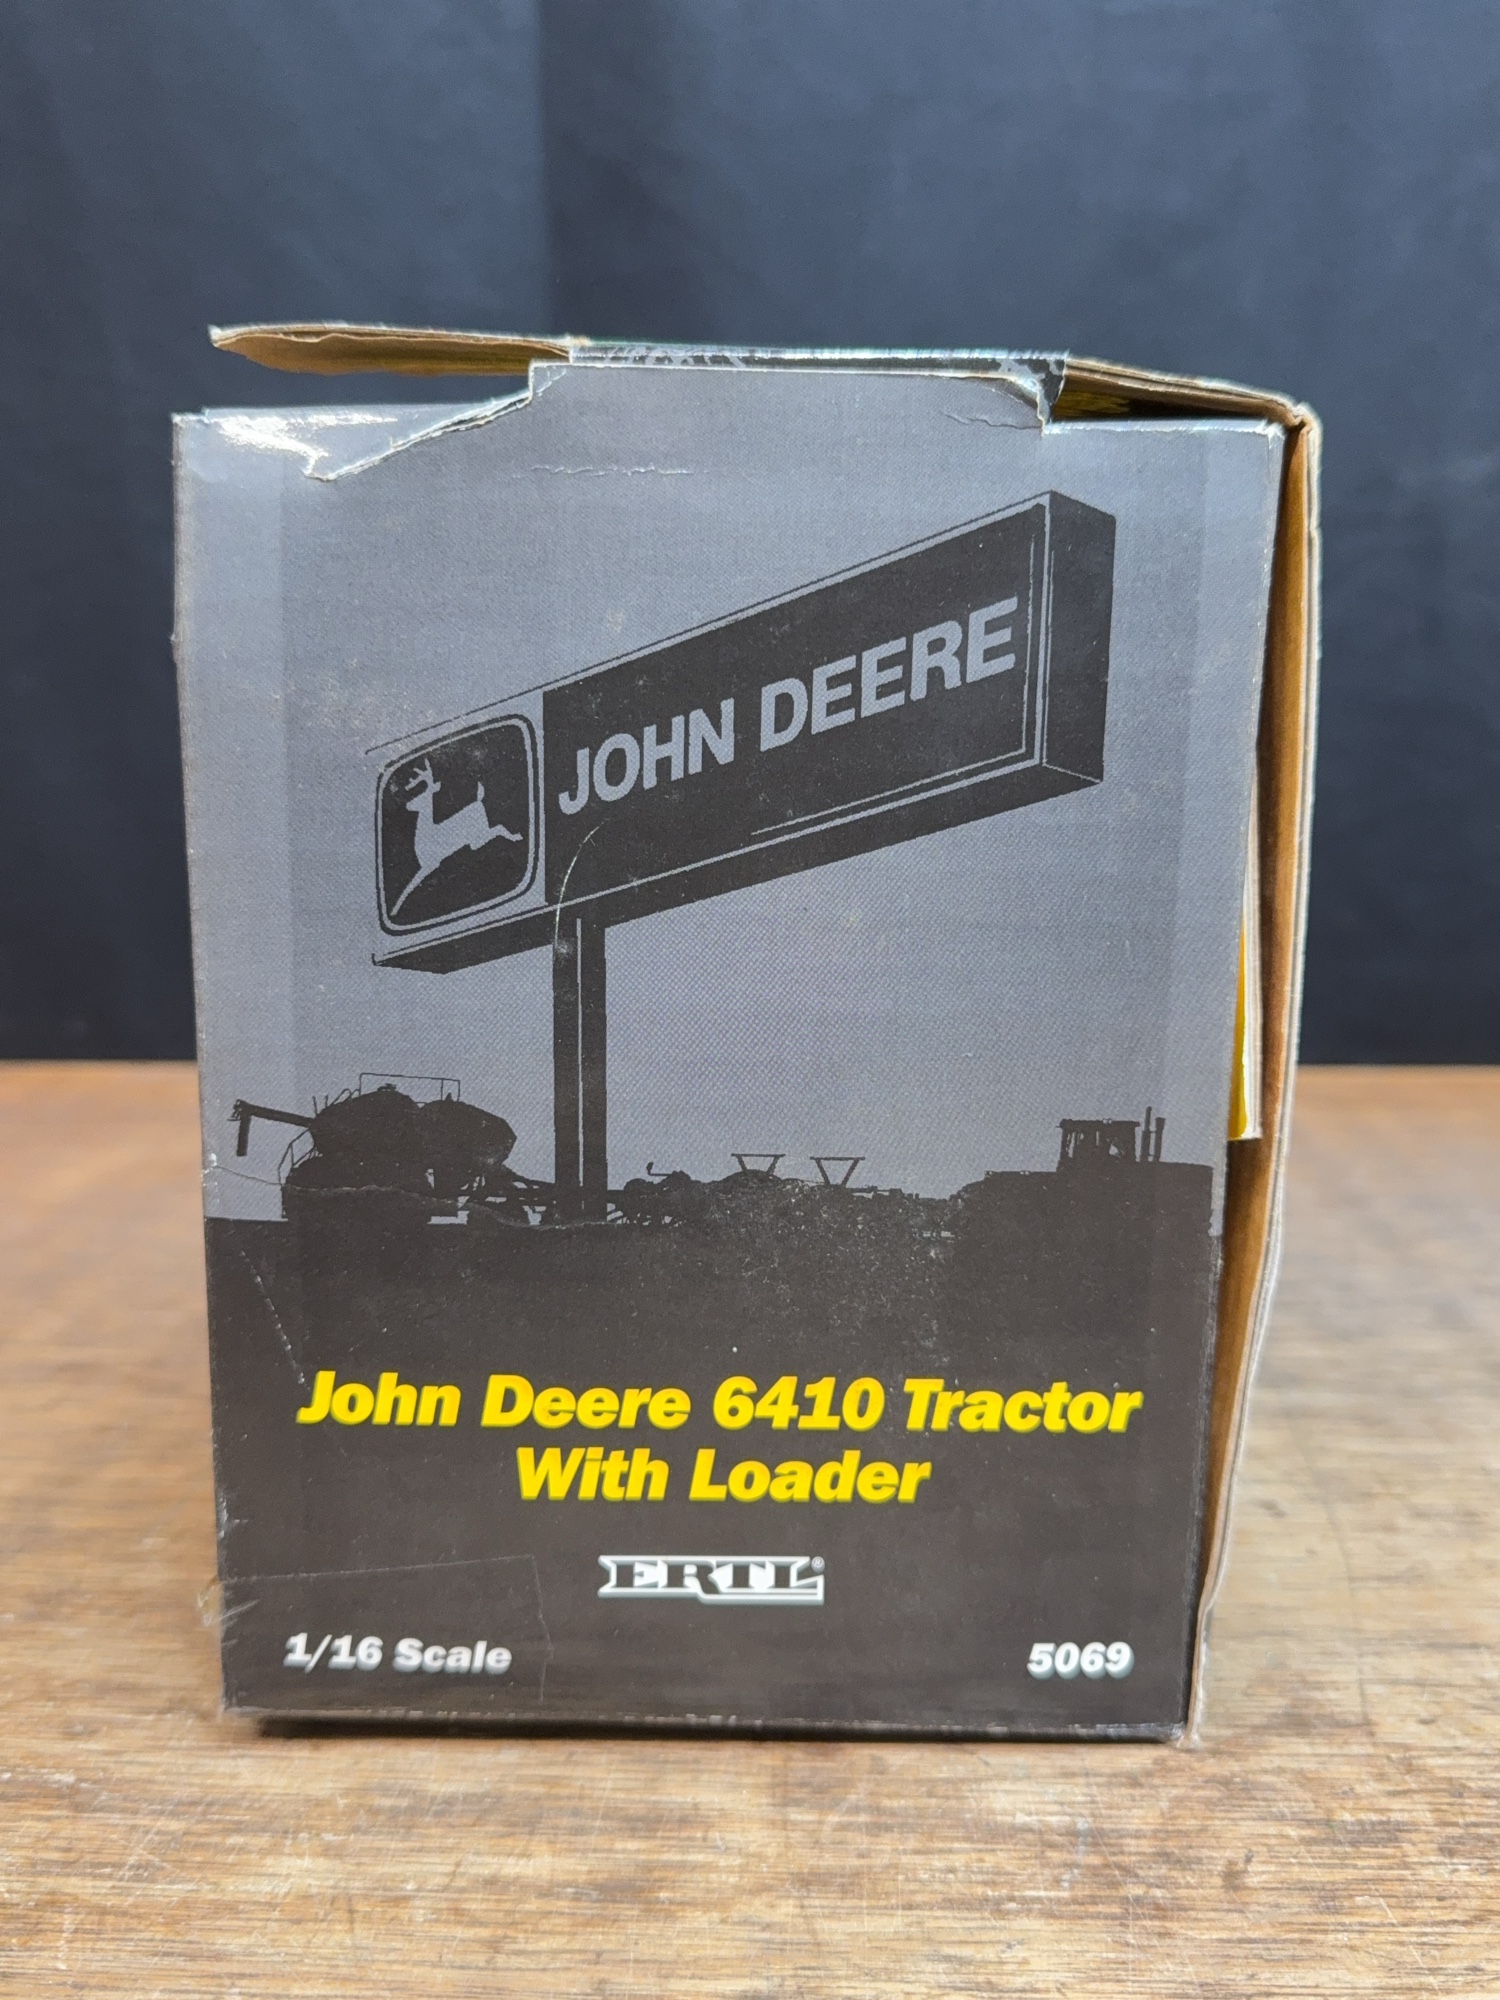 JOHN DEERE
John Deere 6410 Tractor
With Loader
ERTL®
1/16 Scale
5069